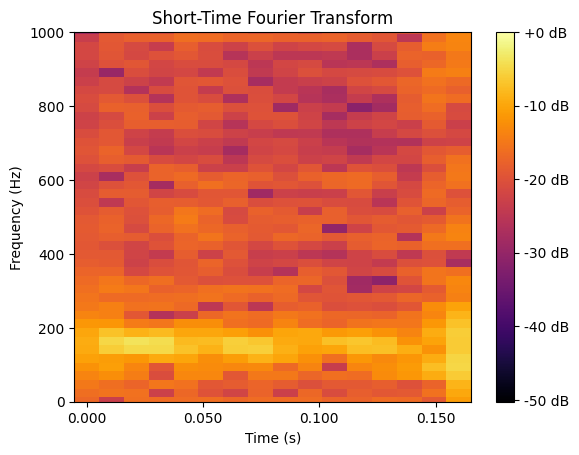 Short-Time Fourier Transform
1000
800
600
400
200
0
Frequency (Hz)
0.000
0.050
0.100
0.150
Time (s)
+0 dB
-10 dB
-20 dB
-30 dB
-40 dB
-50 dB